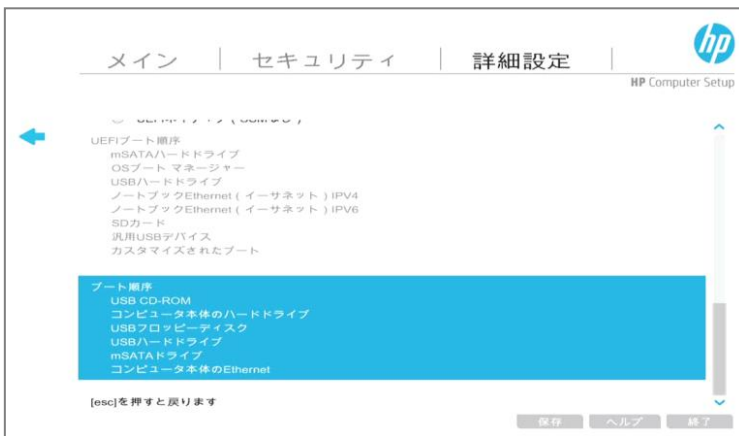 メイン | セキュリティ | 詳細設定 |
hp
HP Computer Setup
UEFIブート順序
mSATAハードドライブ
OSブート マネージャー
USBハードドライブ
ノートブックEthernet ( イーサネット ) IPV4
ノートブックEthernet ( イーサネット ) IPV6
SDカード
汎用USBデバイス
カスタマイズされたブート
ブート順序
USB CD-ROM
コンピュータ本体のハードドライブ
USBフロッピーディスク
USBハードドライブ
mSATAドライブ
コンピュータ本体のEthernet
[esc]を押すと戻ります
保存 ヘルプ 終了